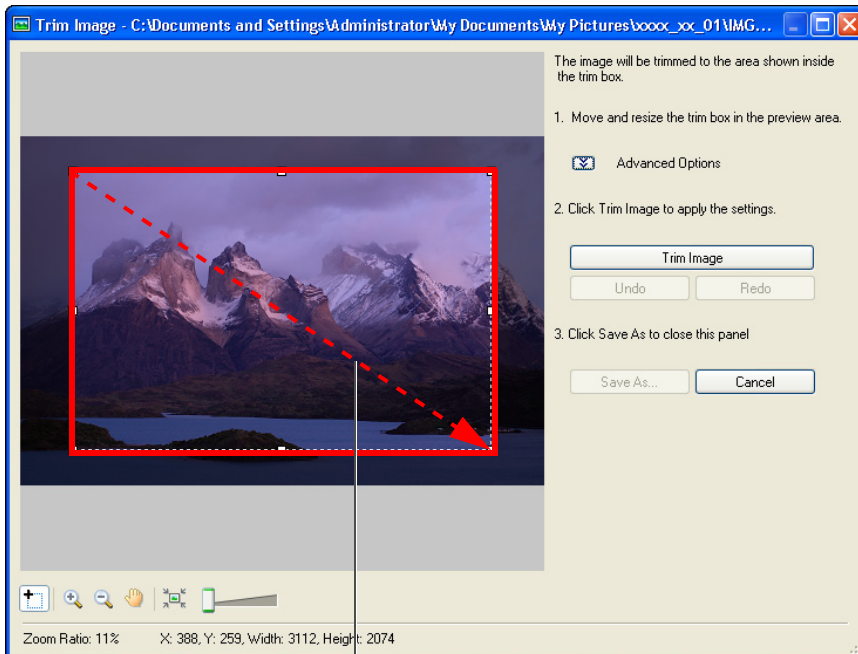 Trim Image - C:\Documents and Settings\Administrator\My Documents\My Pictures\xxxx_xx_01\IMG...
The image will be trimmed to the area shown inside
the trim box.
1. Move and resize the trim box in the preview area.
Advanced Options
2. Click Trim Image to apply the settings.
Trim Image
Undo Redo
3. Click Save As to close this panel
Save As... Cancel
Zoom Ratio: 11% X: 388, Y: 259, Width: 3112, Height: 2074